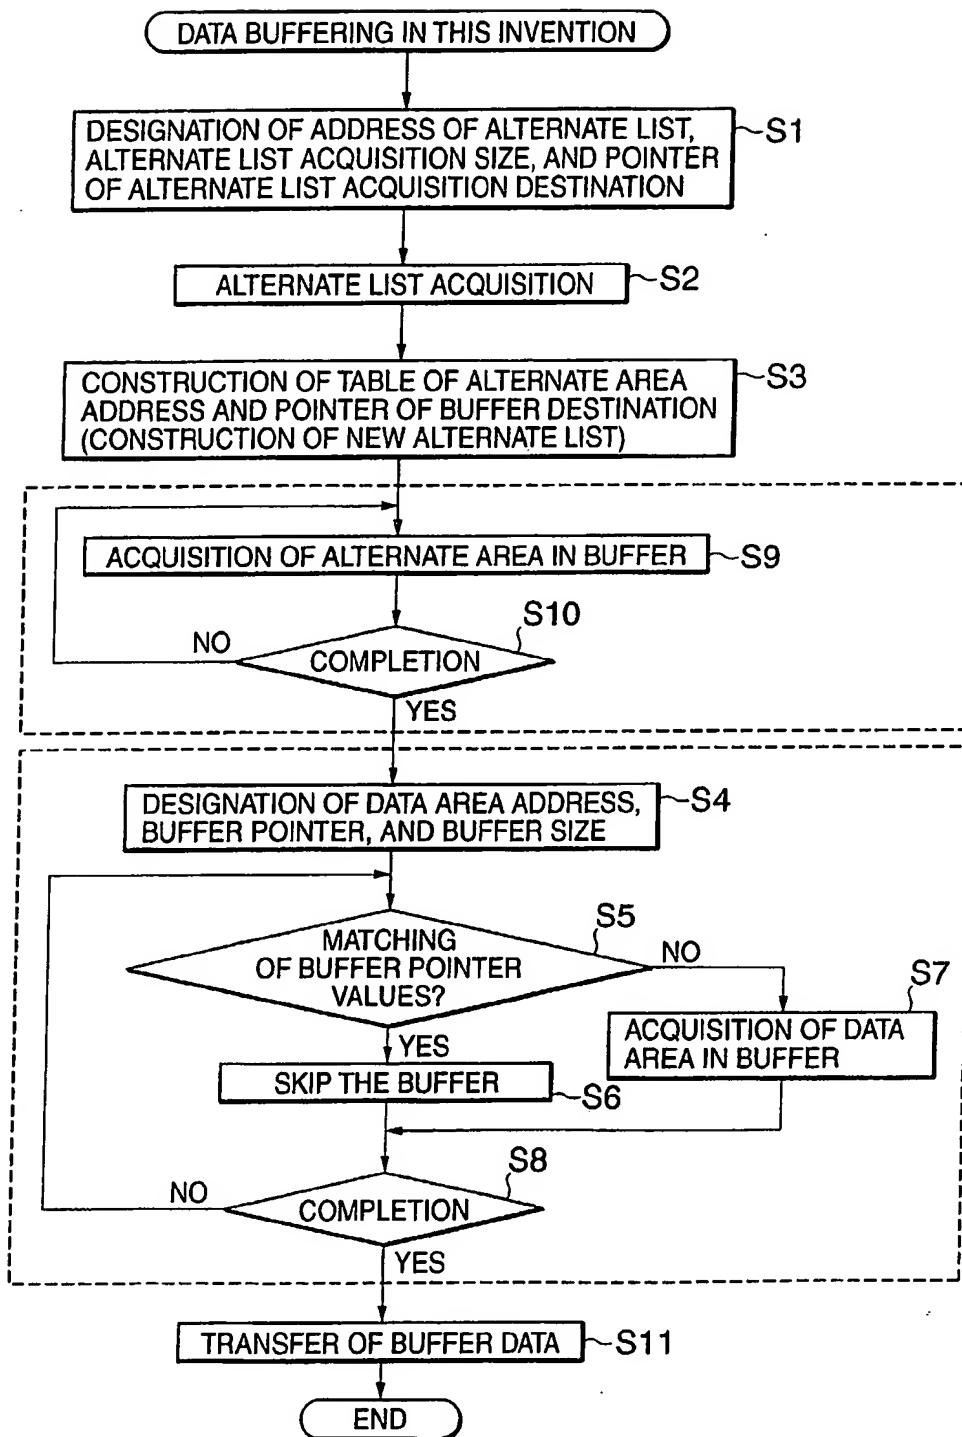 DATA BUFFERING IN THIS INVENTION
DESIGNATION OF ADDRESS OF ALTERNATE LIST,
ALTERNATE LIST ACQUISITION SIZE, AND POINTER
OF ALTERNATE LIST ACQUISITION DESTINATION
S1
ALTERNATE LIST ACQUISITION
S2
CONSTRUCTION OF TABLE OF ALTERNATE AREA
ADDRESS AND POINTER OF BUFFER DESTINATION
(CONSTRUCTION OF NEW ALTERNATE LIST)
S3
ACQUISITION OF ALTERNATE AREA IN BUFFER
S9
S10
NO
COMPLETION
YES
DESIGNATION OF DATA AREA ADDRESS,
BUFFER POINTER, AND BUFFER SIZE
S4
S5
MATCHING
OF BUFFER POINTER
VALUES?
NO
S7
ACQUISITION OF DATA
AREA IN BUFFER
YES
SKIP THE BUFFER
S6
S8
NO
COMPLETION
YES
TRANSFER OF BUFFER DATA
S11
END